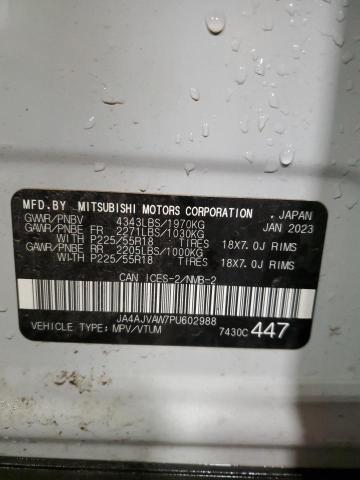 MFD.BY MITSUBISHI MOTORS CORPORATION , JAPAN
GVWR/PNBV 4343LBS/1970KG JAN 2023
GAWR/PNBE FR 2271LBS/1030KG
WITH P225/55R18 TIRES 18X7.0J RIMS
GAWR/PNBE RR 2205LBS/1000KG
WITH P225/55R18 TIRES 18X7.0J RIMS
CAN ICES-2/NMB-2
JA4AJVAW7PU602988
VEHICLE TYPE: MPV/VTUM 7430C 447